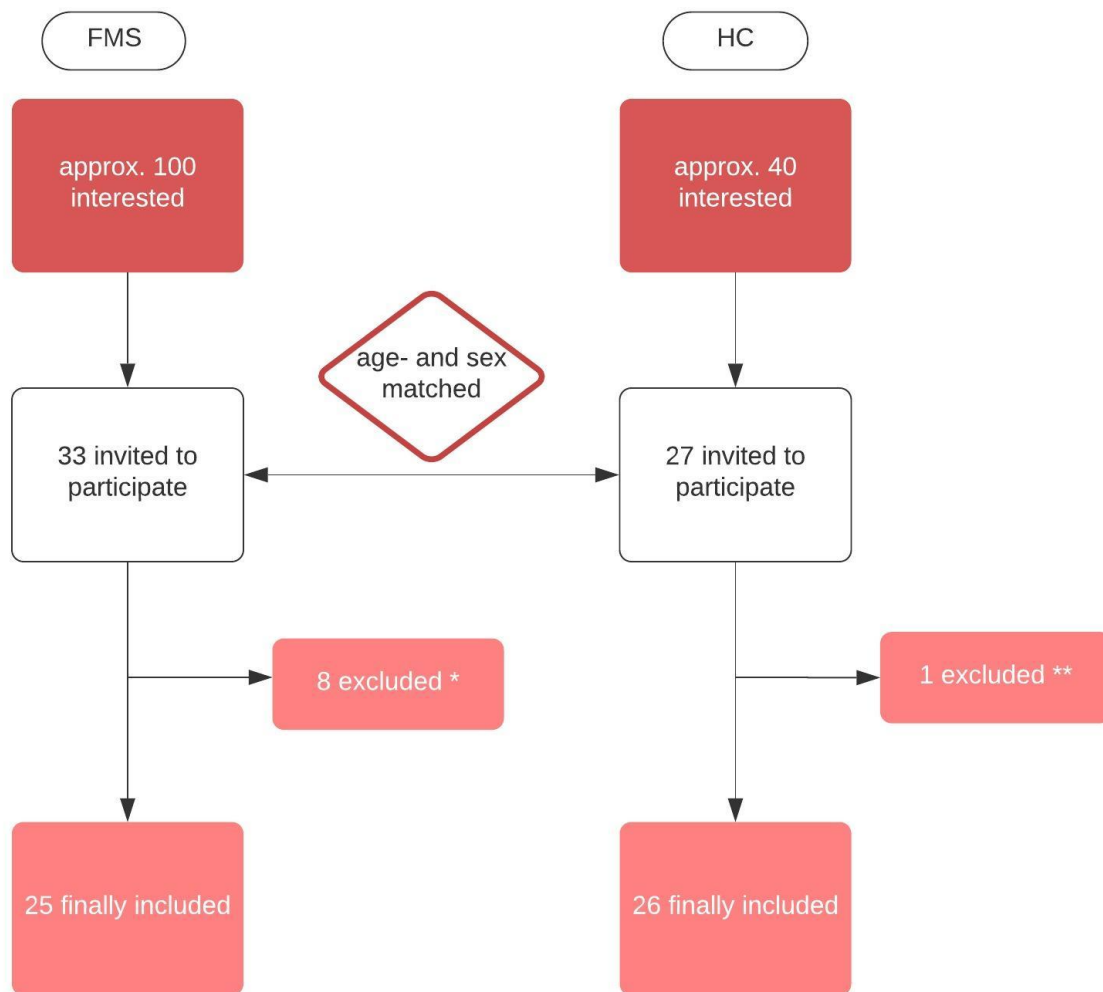 FMS
HC
approx. 100
interested
approx. 40
interested
age- and sex
matched
33 invited to
participate
27 invited to
participate
8 excluded *
1 excluded **
25 finally included
26 finally included